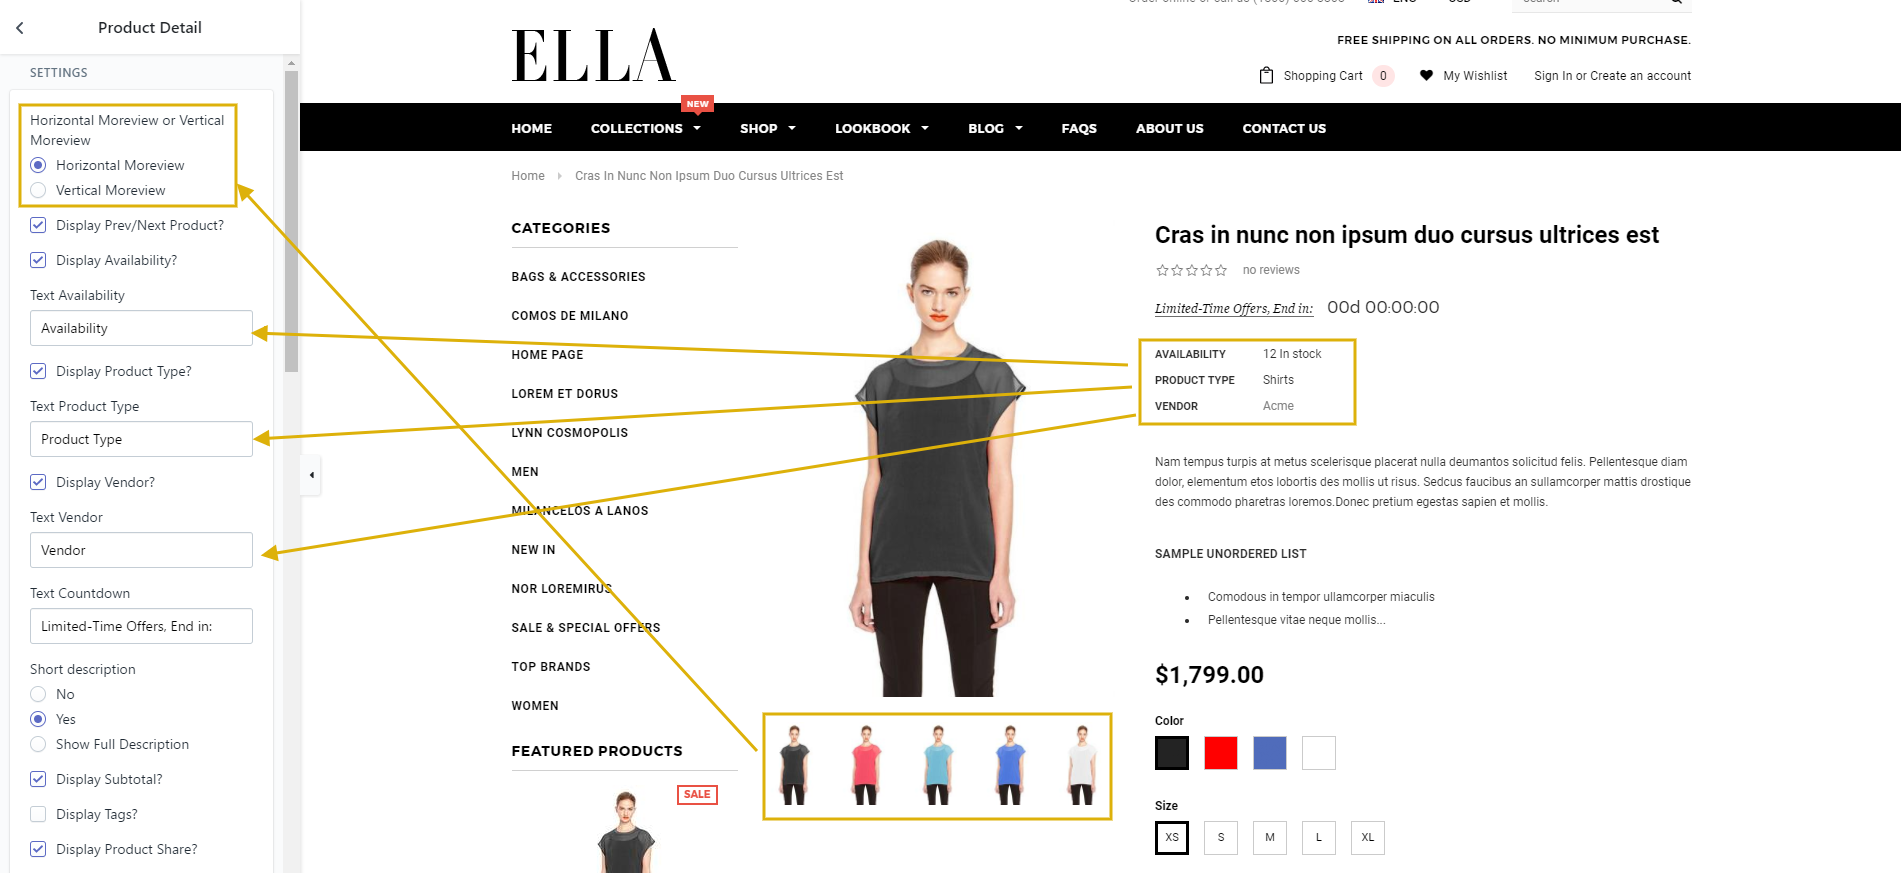 Product Detail
SETTINGS
Horizontal Moreview or Vertical
Moreview
Horizontal Moreview
Vertical Moreview
Display Prev/Next Product?
Display Availability?
Text Availability
Availability
Display Product Type?
Text Product Type
Product Type
Display Vendor?
Text Vendor
Vendor
Text Countdown
Limited-Time Offers, End in:
Short description
No
Yes
Show Full Description
Display Subtotal?
Display Tags?
Display Product Share?
ELLA
FREE SHIPPING ON ALL ORDERS. NO MINIMUM PURCHASE.
Shopping Cart 0 My Wishlist Sign In or Create an account
NEW
HOME COLLECTIONS SHOP LOOKBOOK BLOG FAQS ABOUT US CONTACT US
Home Cras In Nunc Non Ipsum Duo Cursus Ultrices Est
CATEGORIES
BAGS & ACCESSORIES
COMOS DE MILANO
HOME PAGE
LOREM ET DORUS
LYNN COSMOPOLIS
MEN
MILANCELOS A LANOS
NEW IN
NOR LOREMIRUS
SALE & SPECIAL OFFERS
TOP BRANDS
WOMEN
FEATURED PRODUCTS
SALE
Cras in nunc non ipsum duo cursus ultrices est
no reviews
Limited-Time Offers, End in: 00d 00:00:00
AVAILABILITY 12 In stock
PRODUCT TYPE Shirts
VENDOR Acme
Nam tempus turpis at metus scelerisque placerat nulla deumantos solicitud felis. Pellentesque diam
dolor, elementum etos lobortis des mollis ut risus. Sedcus faucibus an sullamcorper mattis drostique
des commodo pharetras loremos.Donec pretium egestas sapien et mollis.
SAMPLE UNORDERED LIST
Comodous in tempor ullamcorper miaculis
Pellentesque vitae neque mollis...
$1,799.00
Color
Size
XS S M L XL